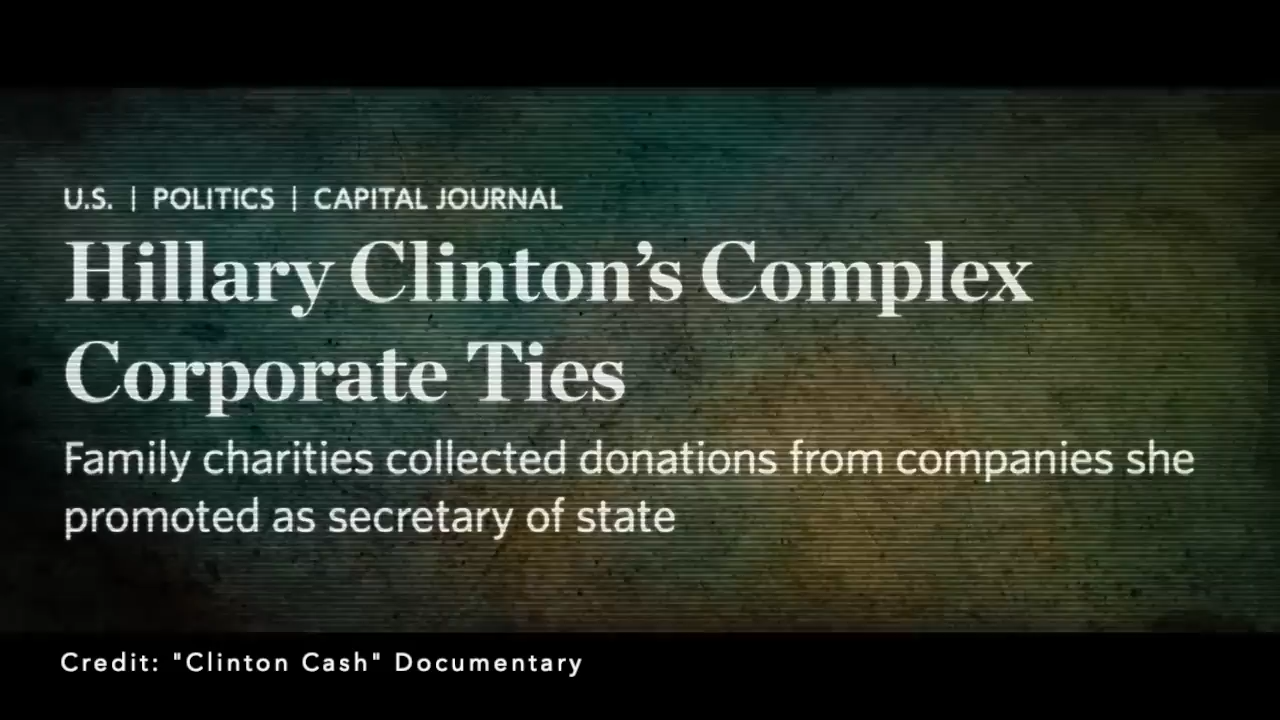 U.S. | POLITICS | CAPITAL JOURNAL
Hillary Clinton’s Complex
Corporate Ties
Family charities collected donations from companies she
promoted as secretary of state
Credit: "Clinton Cash" Documentary